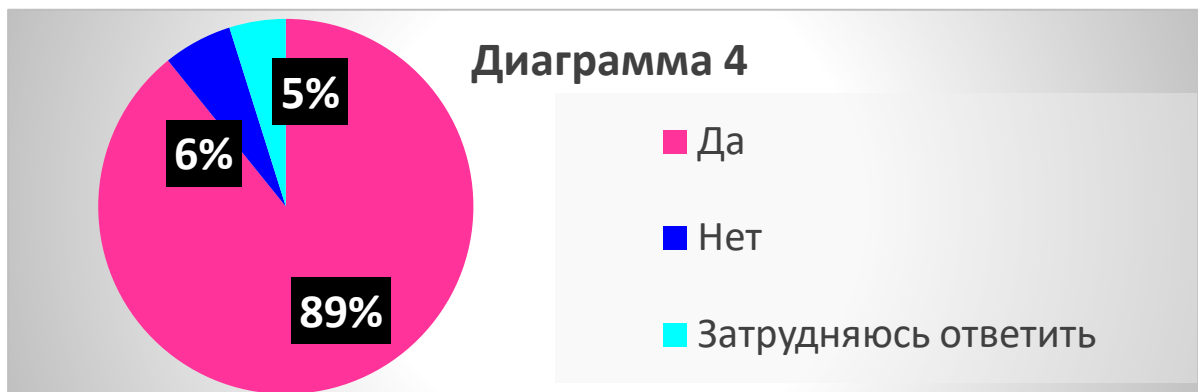 Диаграмма 4
5%
6%
89%
Да
Нет
Затрудняюсь ответить